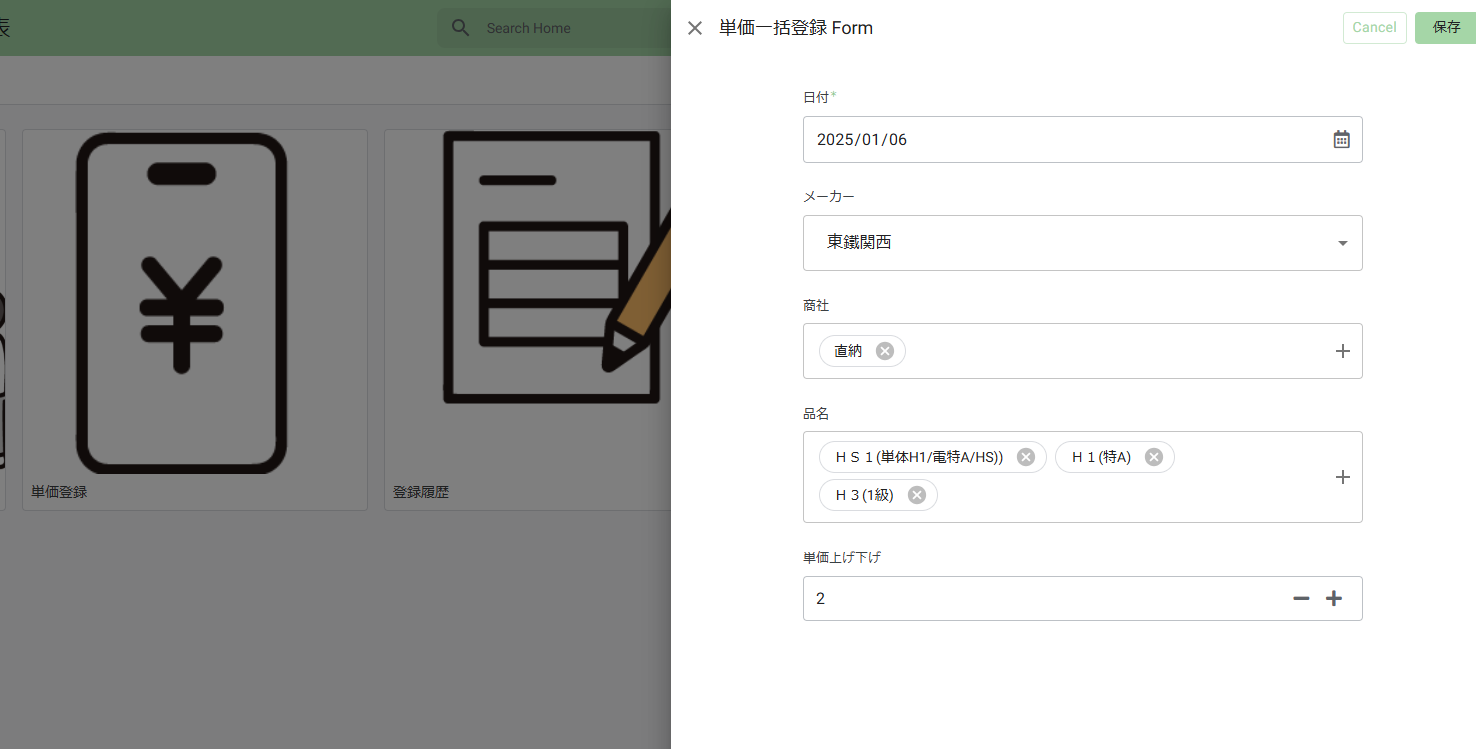 表
Search Home
単価登録
登録履歴
単価一括登録 Form
Cancel
保存
日付*
2025/01/06
メーカー
東鐵関西
商社
直納
品名
ＨＳ１(単体H1/電特A/HS))
Ｈ１(特A)
Ｈ３(1級)
単価上げ下げ
2